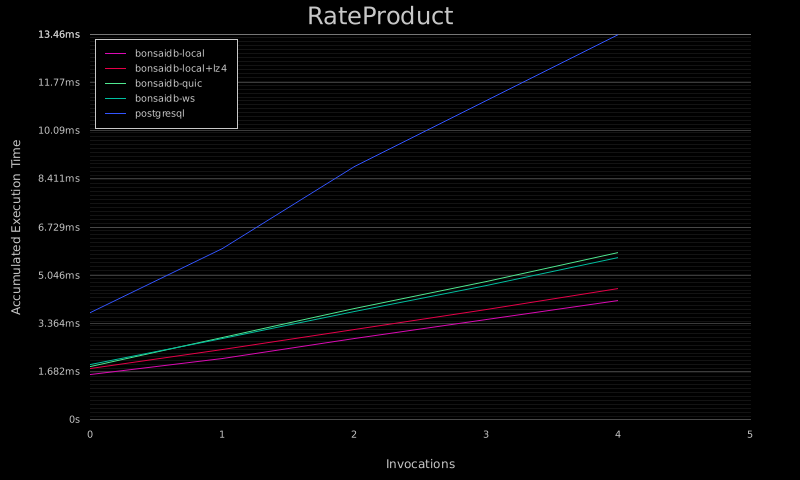 RateProduct
13.46ms
11.77ms
10.09ms
8.411ms
6.729ms
5.046ms
3.364ms
1.682ms
0s
bonsaidb-local
bonsaidb-local+lz4
bonsaidb-quic
bonsaidb-ws
postgresql
Accumulated Execution Time
0 1 2 3 4 5
Invocations